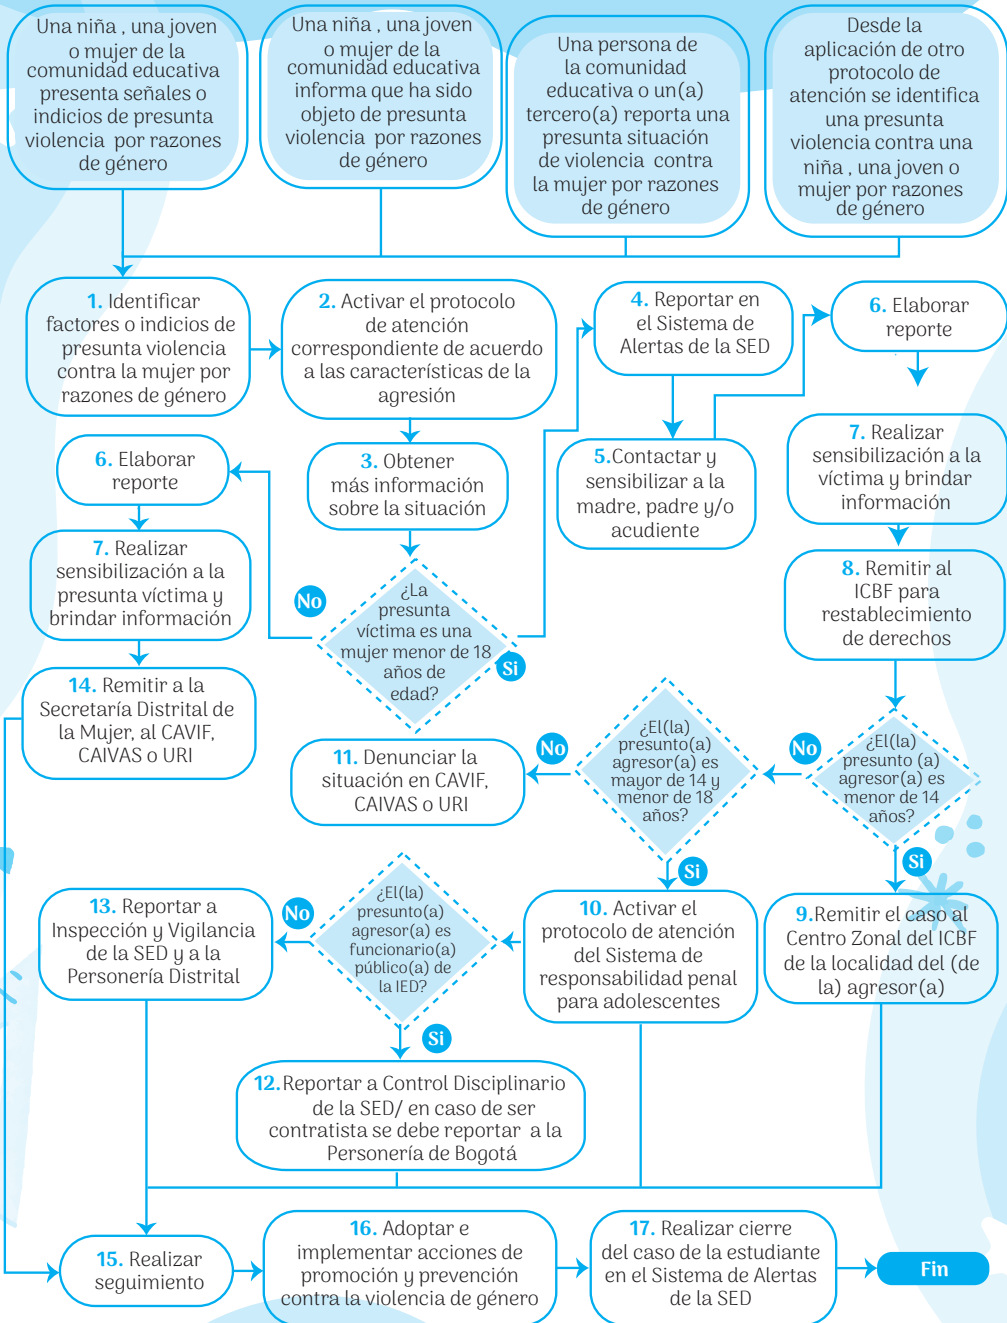 Una niña , una joven
o mujer de la
comunidad educativa
presenta señales o
indicios de presunta
violencia por razones
de género
Una niña , una joven
o mujer de la
comunidad educativa
informa que ha sido
objeto de presunta
violencia por razones
de género
Una persona de
la comunidad
educativa o un(a)
tercero(a) reporta una
presunta situación
de violencia contra
la mujer por razones
de género
Desde la
aplicación de otro
protocolo de
atención se identifica
una presunta
violencia contra una
niña , una joven o
mujer por razones
de género
1. Identificar
factores o indicios de
presunta violencia
contra la mujer por
razones de género
2. Activar el protocolo
de atención
correspondiente de acuerdo
a las características de la
agresión
4. Reportar en
el Sistema de
Alertas de la SED
6. Elaborar
reporte
6. Elaborar
reporte
3. Obtener
más información
sobre la situación
5.Contactar y
sensibilizar a la
madre, padre y/o
acudiente
7. Realizar
sensibilización a la
víctima y brindar
información
7. Realizar
sensibilización a la
presunta víctima y
brindar información
No
¿La
presunta
víctima es una
mujer menor de 18
años de
edad?
Si
8. Remitir al
ICBF para
restablecimiento
de derechos
14. Remitir a la
Secretaría Distrital de
la Mujer, al CAVIF,
CAIVAS o URI
11. Denunciar la
situación en CAVIF,
CAIVAS o URI
No
¿El(la)
presunto(a)
agresor(a) es
mayor de 14 y
menor de 18
años?
Si
No
¿El(la)
presunto (a)
agresor(a) es
menor de 14
años?
Si
13. Reportar a
Inspección y Vigilancia
de la SED y a la
Personería Distrital
No
¿El(la)
presunto(a)
agresor(a) es
funcionario(a)
público(a) de
la IED?
Si
10. Activar el
protocolo de atención
del Sistema de
responsabilidad penal
para adolescentes
9.Remitir el caso al
Centro Zonal del ICBF
de la localidad del (de
la) agresor(a)
12.Reportar a Control Disciplinario
de la SED/ en caso de ser
contratista se debe reportar a la
Personería de Bogotá
15. Realizar
seguimiento
16. Adoptar e
implementar acciones de
promoción y prevención
contra la violencia de género
17. Realizar cierre
del caso de la estudiante
en el Sistema de Alertas
de la SED
Fin